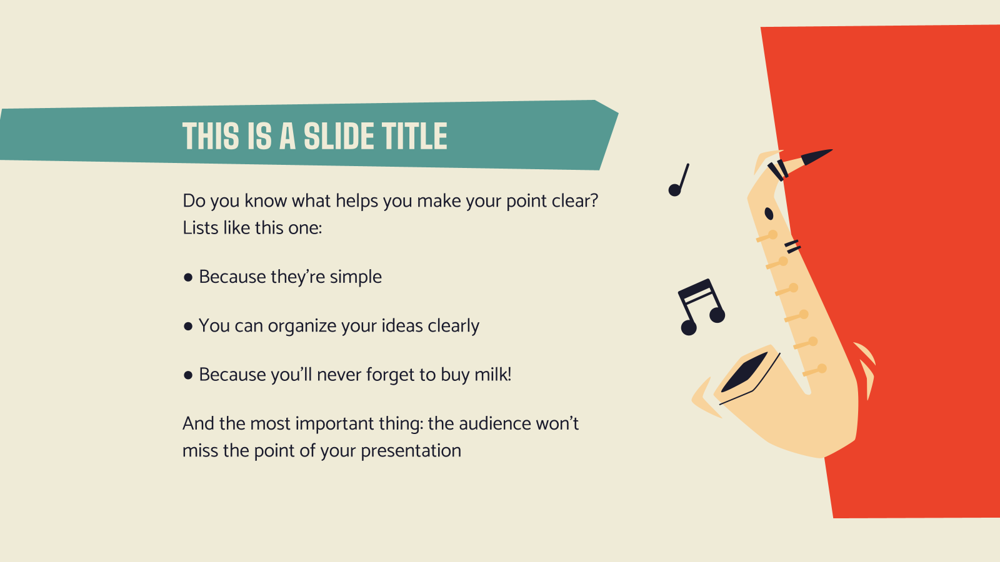 THIS IS A SLIDE TITLE
Do you know what helps you make your point clear?
Lists like this one:
● Because they’re simple
● You can organize your ideas clearly
● Because you’ll never forget to buy milk!
And the most important thing: the audience won’t
miss the point of your presentation